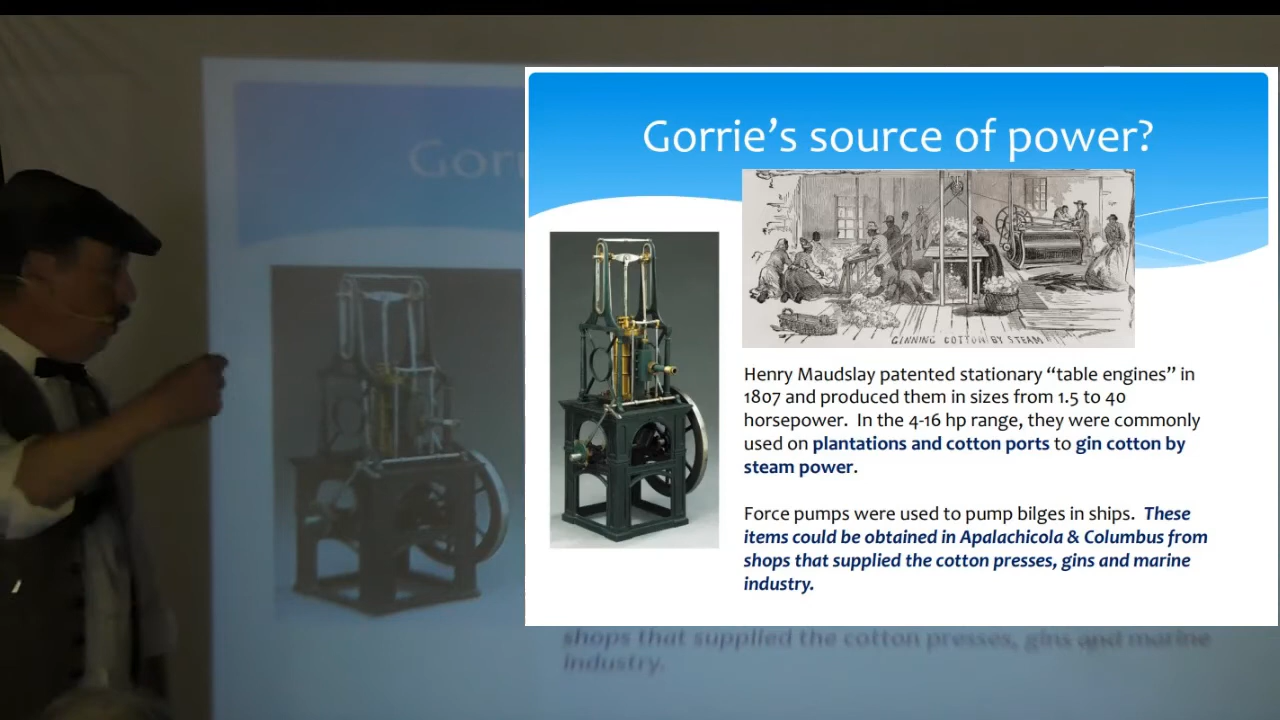 Gorrie's source of power?
GINNING COTTON BY STEAM
Henry Maudslay patented stationary “table engines” in
1807 and produced them in sizes from 1.5 to 40
horsepower.  In the 4-16 hp range, they were commonly
used on plantations and cotton ports to gin cotton by
steam power.
Force pumps were used to pump bilges in ships.  These
items could be obtained in Apalachicola & Columbus from
shops that supplied the cotton presses, gins and marine
industry.
Gorr
shops that supplied the cotton presses, gins and marine
industry.